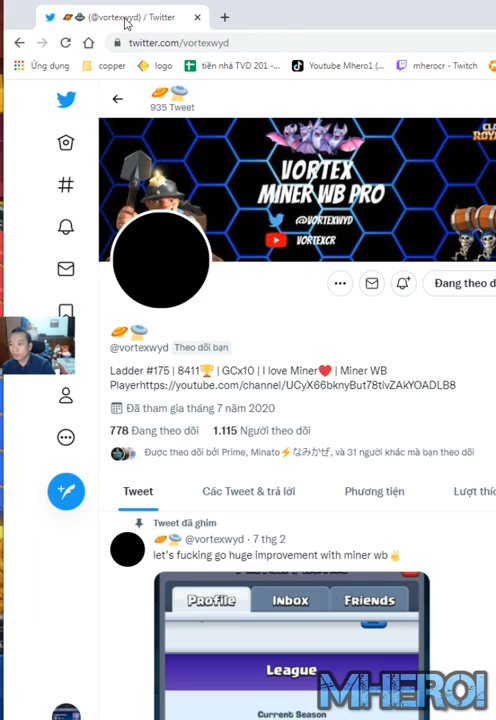 (@vortexwyd) / Twitter
twitter.com/vortexwyd
Ứng dụng copper logo tiền nhà TVD 201 -... Youtube Mhero1 (... mherocr - Twitch
935 Tweet
CLA
ROYAL
VORTEX
MINER WB PRO
@VORTEXWYD
VORTEXCR
Đang theo d
@vortexwyd Theo dõi bạn
Ladder #175 | 8411🏆 | GCx10 | I love Miner❤️ | Miner WB
Playerhttps://youtube.com/channel/UCyX66bknyBut78tlvZAkYOADLB8
Đã tham gia tháng 7 năm 2020
778 Đang theo dõi 1.115 Người theo dõi
Được theo dõi bởi Prime, Minato⚡なみかぜ, và 31 người khác mà bạn theo dõi
Tweet Các Tweet & trả lời Phương tiện Lượt thíc
Tweet đã ghim
@vortexwyd · 7 thg 2
let's fucking go huge improvement with miner wb✌️
Profile Inbox Friends
League
Current Season
MHERO1